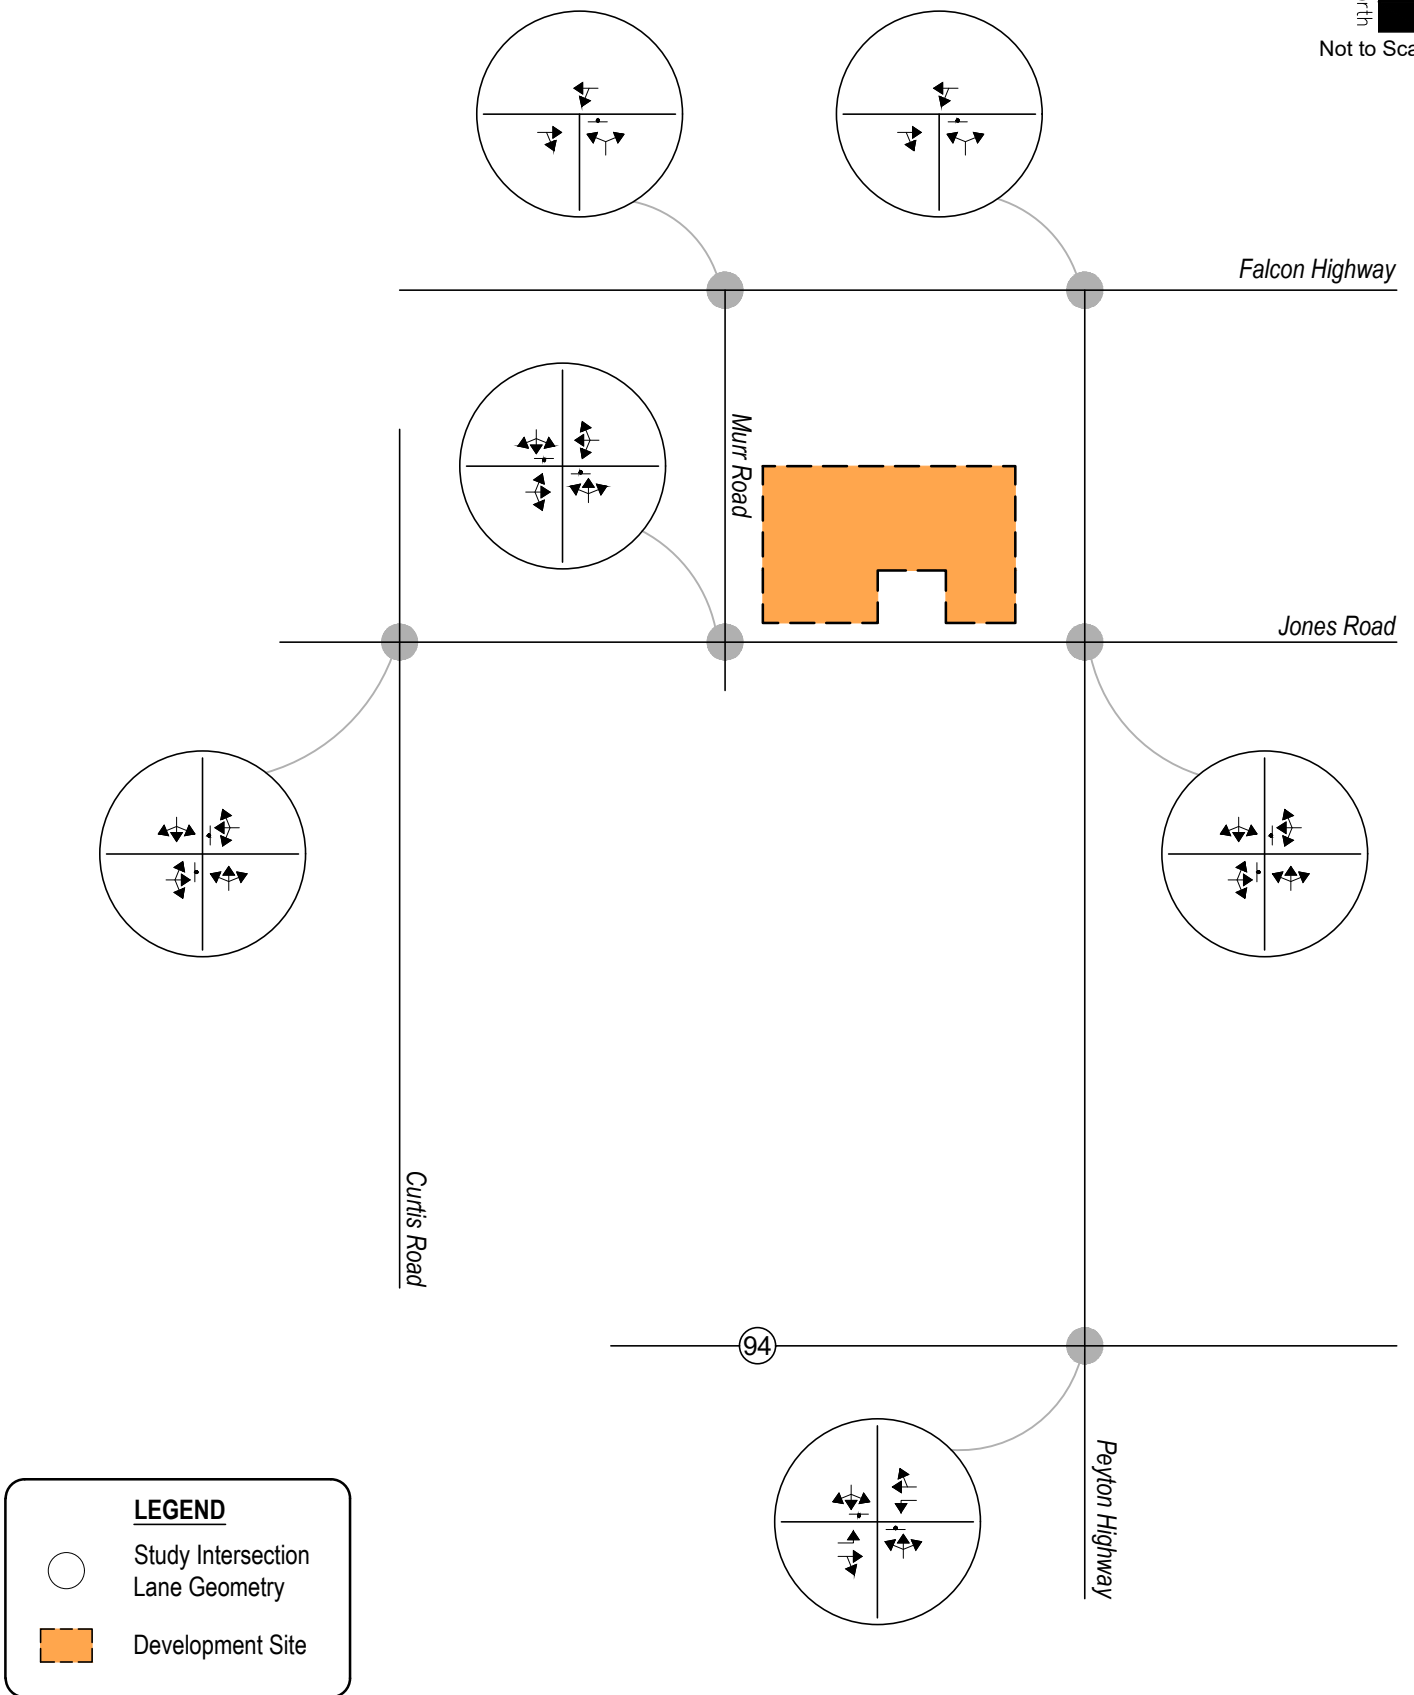 Not to Sca
Falcon Highway
Murr Road
Jones Road
Curtis Road
94
Peyton Highway
LEGEND
Study Intersection
Lane Geometry
Development Site